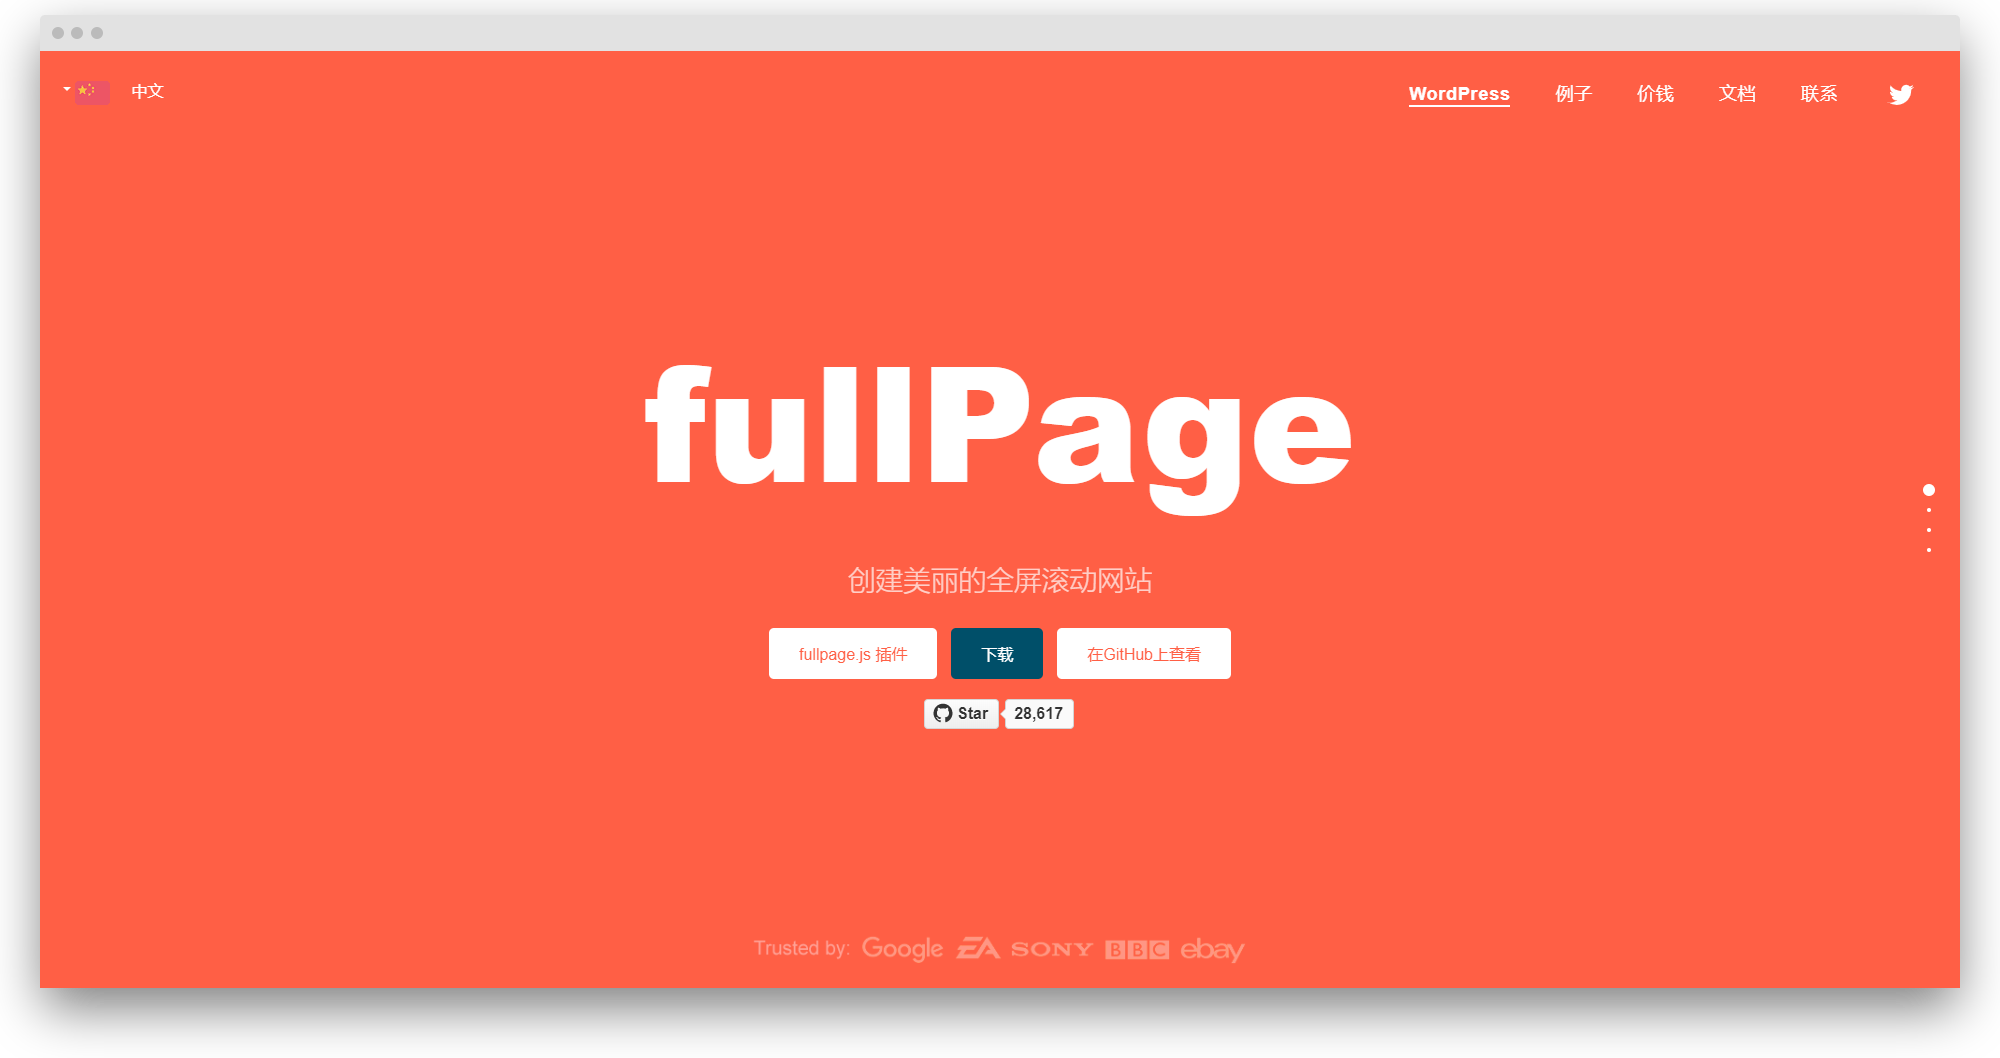 中文
WordPress 例子 价钱 文档 联系
fullPage
创建美丽的全屏滚动网站
fullpage.js 插件 下载 在GitHub上查看
Star 28,617
Trusted by: Google EA SONY BBC ebay